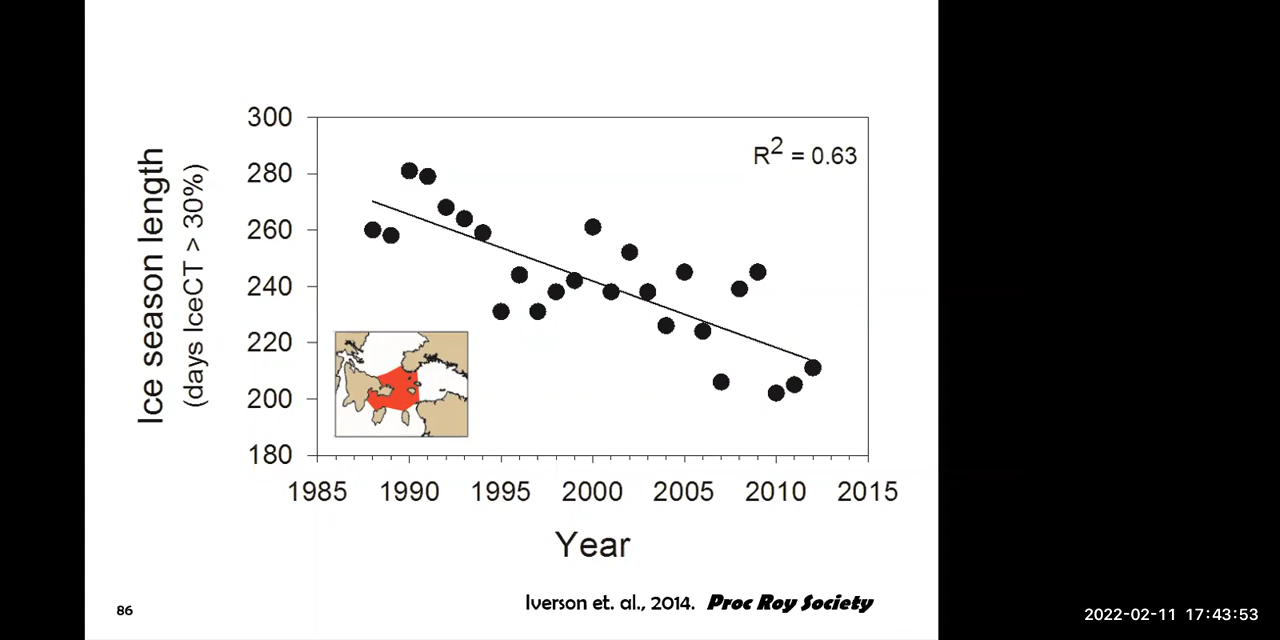 300
280
260
240
220
200
180
Ice season length
(days IceCT > 30%)
R2 = 0.63
1985 1990 1995 2000 2005 2010 2015
Year
Iverson et. al., 2014. Proc Roy Society
86
2022-02-11 17:43:53